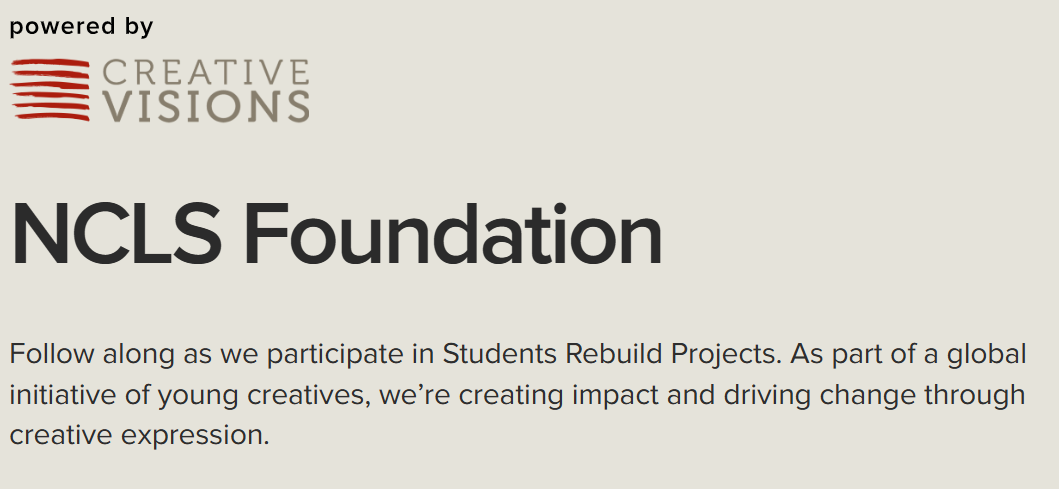 powered by
CREATIVE
VISIONS
NCLS Foundation
Follow along as we participate in Students Rebuild Projects. As part of a global
initiative of young creatives, we’re creating impact and driving change through
creative expression.